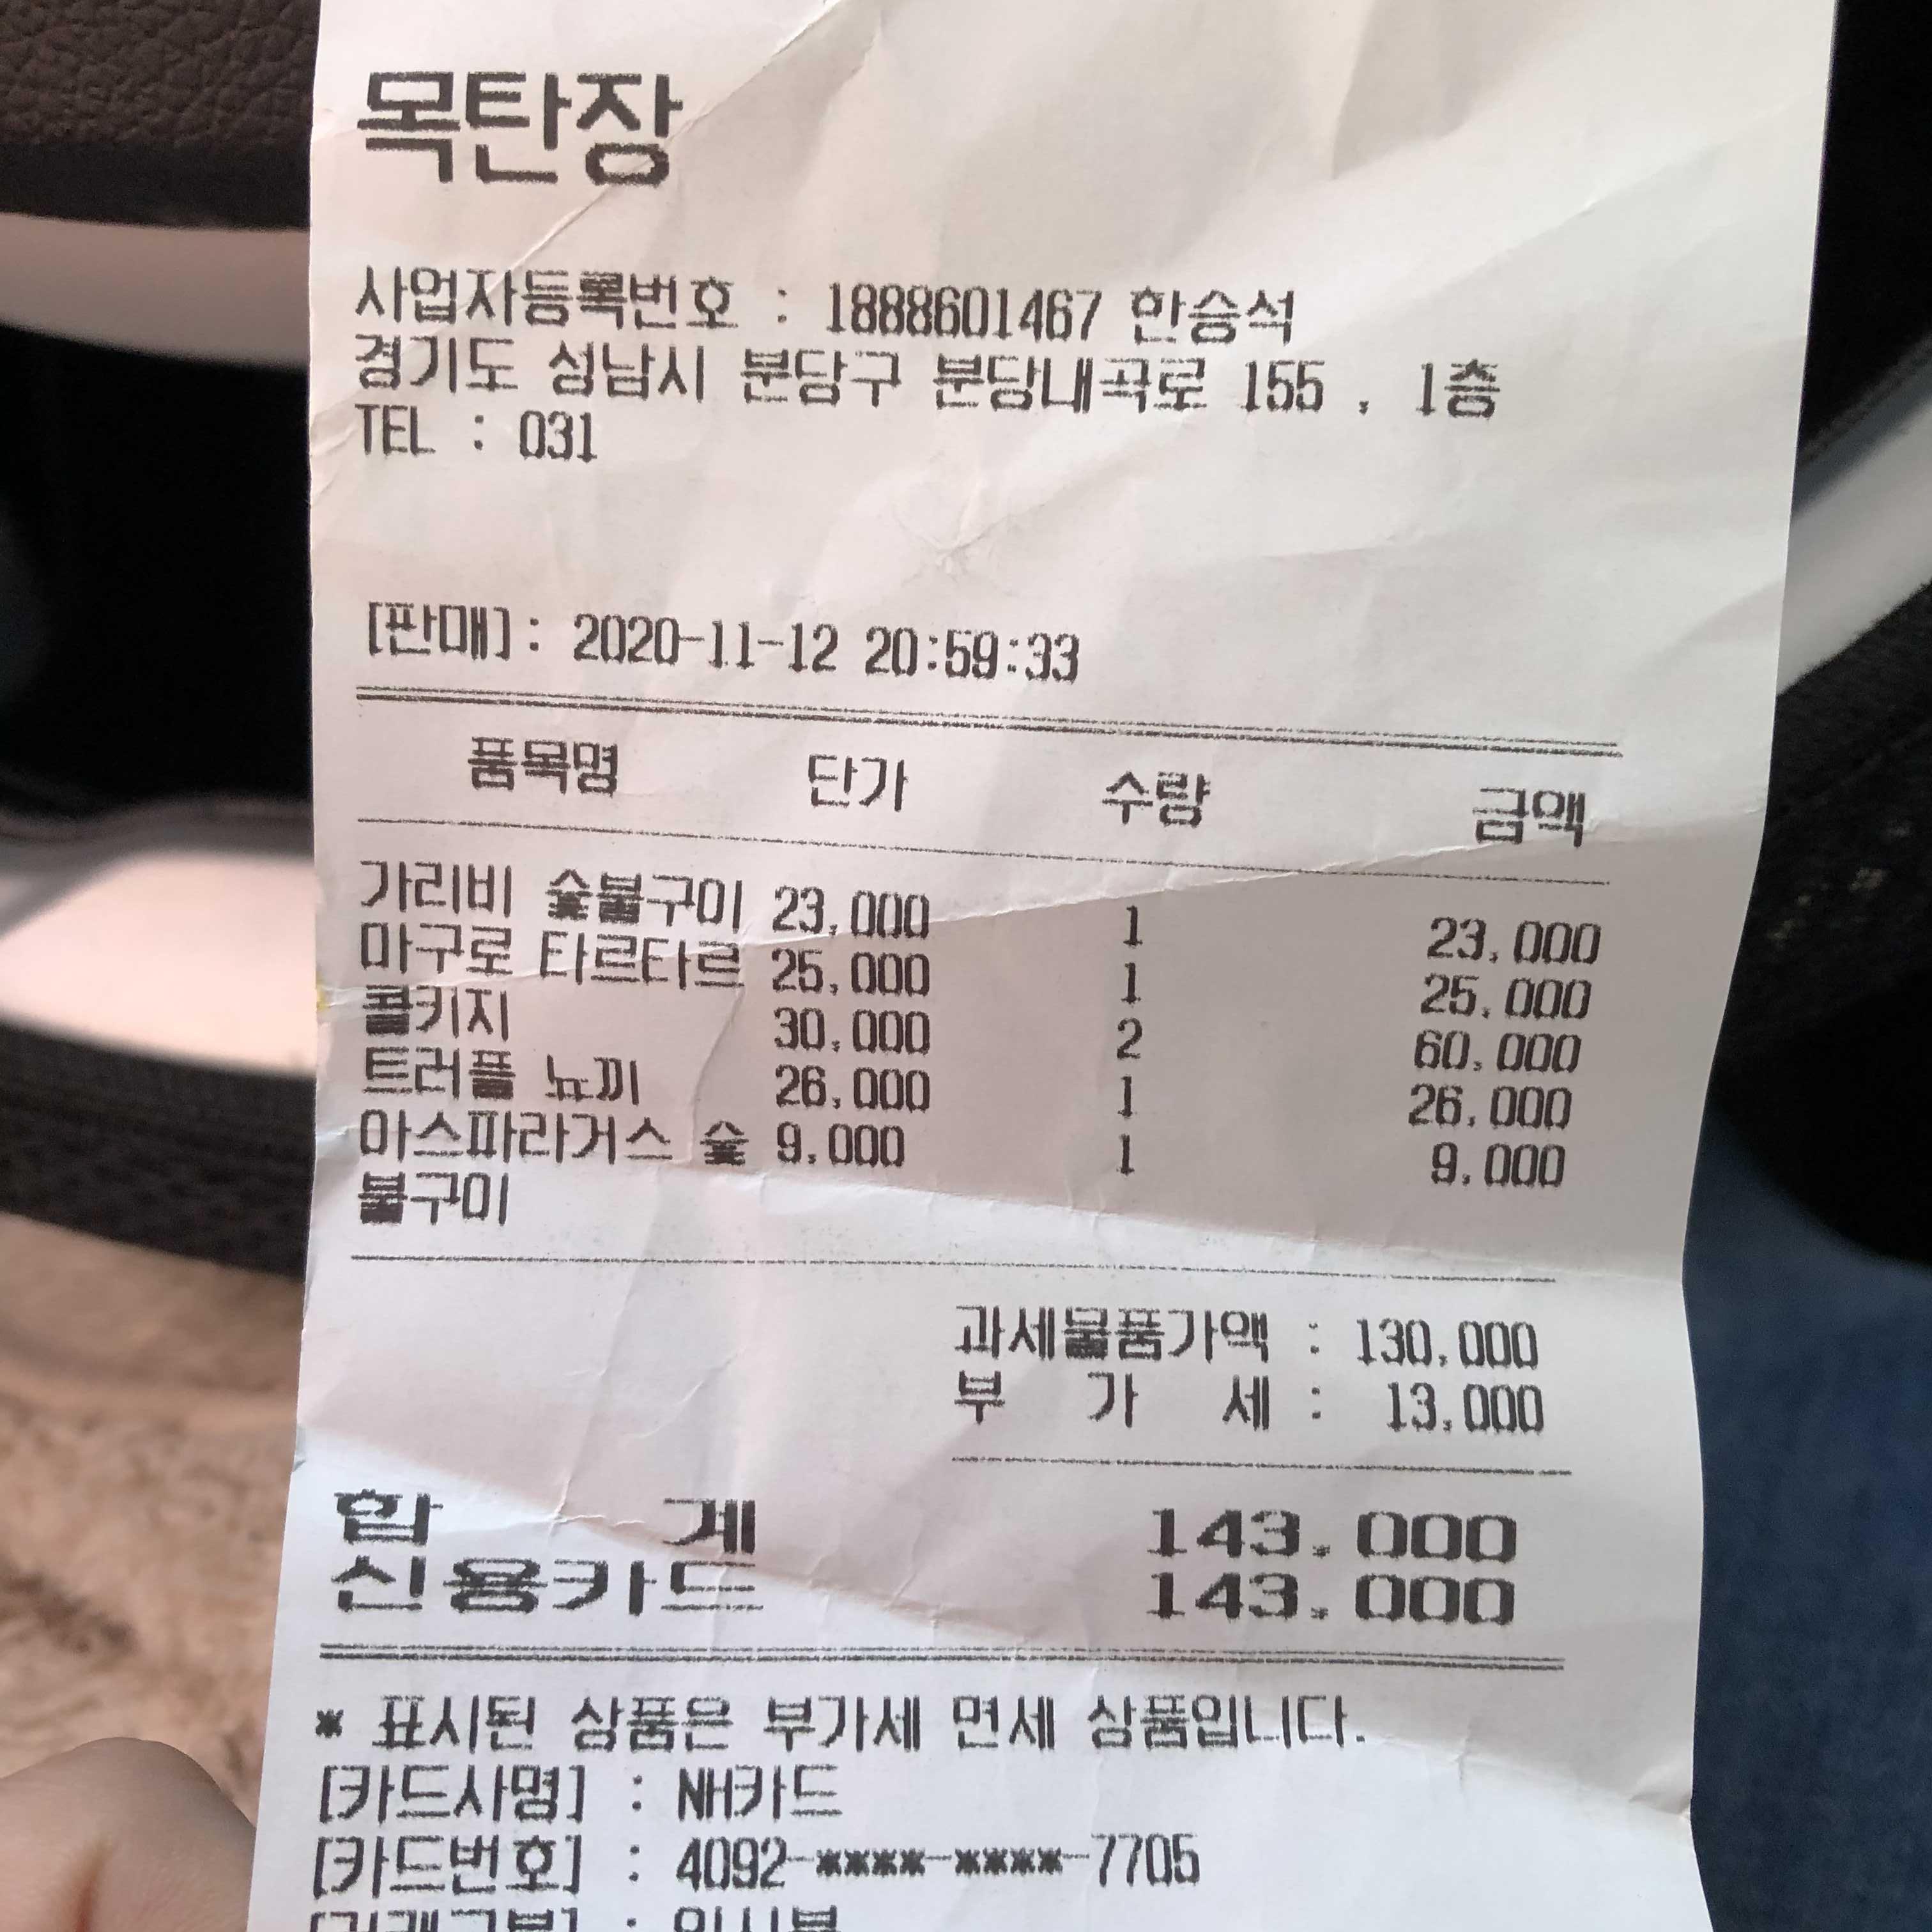 목탄장
사업자등록번호 : 1888601467 한승석
경기도 성남시 분당구 분당내곡로 155 , 1층
TEL : 031
[판매]: 2020-11-12 20:59:33
품목명 단가 수량 금액
가리비 숯불구이 23,000 1 23,000
마구로 타르타르 25,000 1 25,000
콜키지 30,000 2 60,000
트러플 뇨끼 26,000 1 26,000
아스파라거스 숯 9,000 1 9,000
불구이
과세물품가액 : 130,000
부 가 세 : 13,000
합 계 143,000
신용카드 143,000
* 표시된 상품은 부가세 면세 상품입니다.
[카드사명] : NH카드
[카드번호] : 4092-****-****-7705